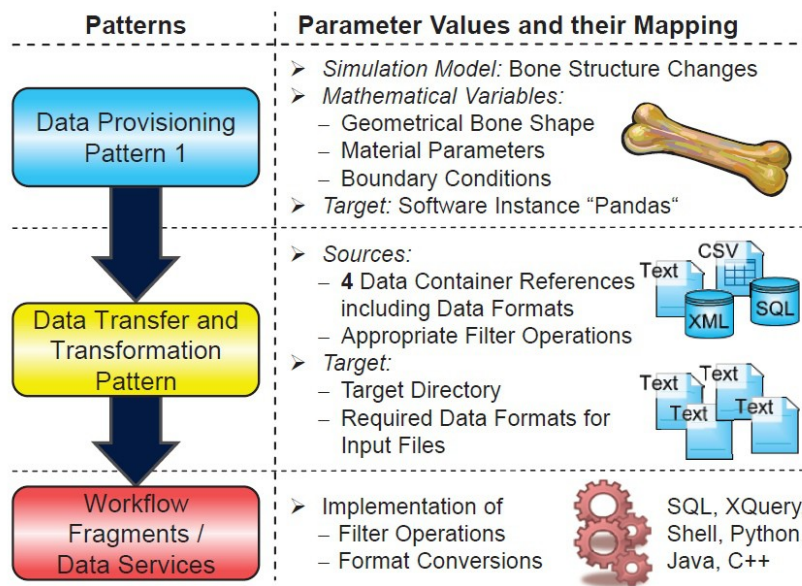 Patterns
Parameter Values and their Mapping
Data Provisioning
Pattern 1
➢ Simulation Model: Bone Structure Changes
➢ Mathematical Variables:
– Geometrical Bone Shape
– Material Parameters
– Boundary Conditions
➢ Target: Software Instance “Pandas“
Data Transfer and
Transformation
Pattern
➢ Sources:
– 4 Data Container References
including Data Formats
– Appropriate Filter Operations
➢ Target:
– Target Directory
– Required Data Formats for
Input Files
Text
CSV
XML
SQL
Text
Text
Text
Text
Workflow
Fragments /
Data Services
➢ Implementation of
– Filter Operations
– Format Conversions
SQL, XQuery
Shell, Python
Java, C++